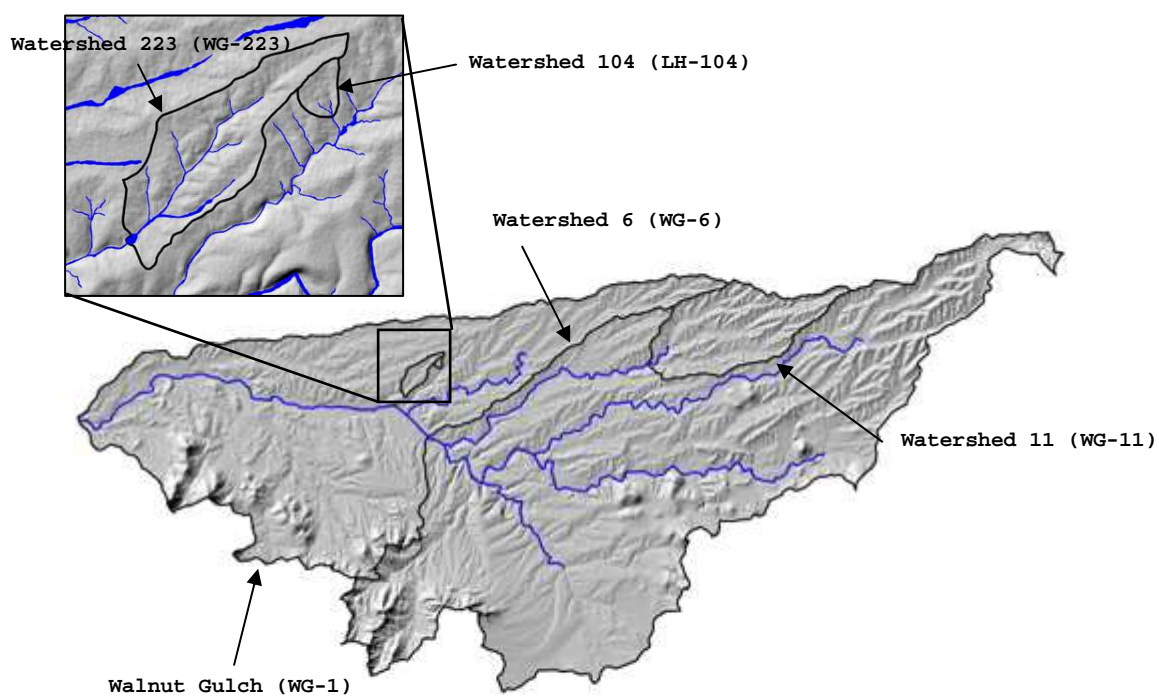 Watershed 223 (WG-223)
Watershed 104 (LH-104)
Watershed 6 (WG-6)
Watershed 11 (WG-11)
Walnut Gulch (WG-1)